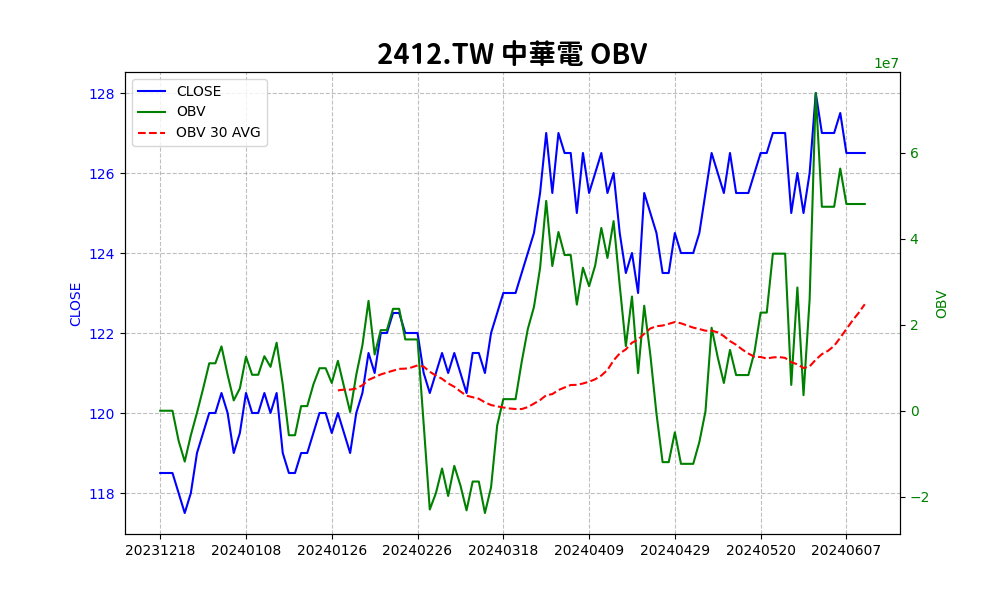 2412.TW 中華電 OBV
1e7
CLOSE
OBV
OBV 30 AVG
128
126
124
122
120
118
CLOSE
6
4
2
0
−2
OBV
20231218 20240108 20240126 20240226 20240318 20240409 20240429 20240520 20240607